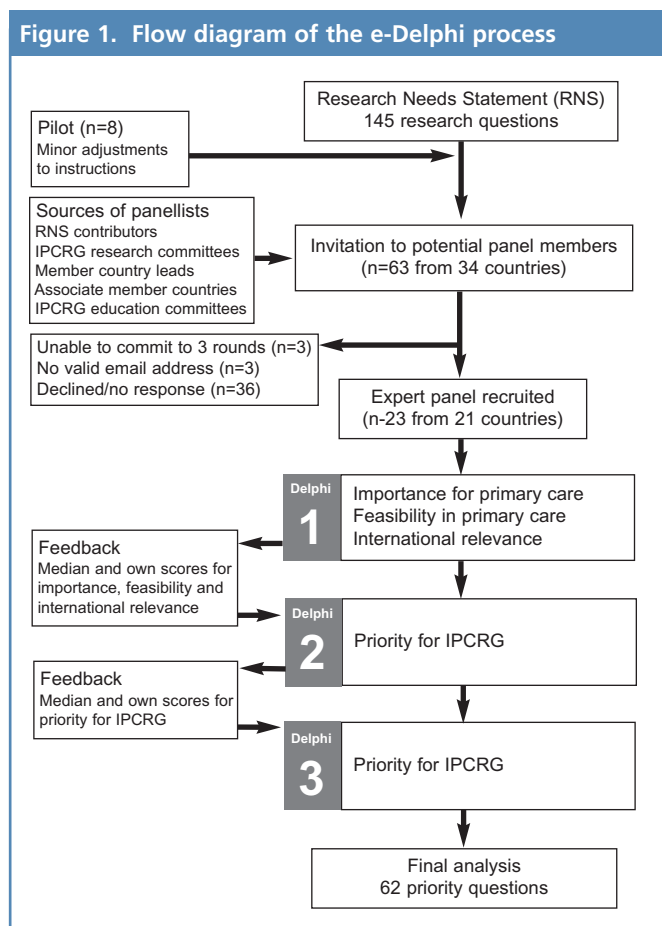 Figure 1. Flow diagram of the e-Delphi process
Research Needs Statement (RNS)
145 research questions
Pilot (n=8)
Minor adjustments
to instructions
Sources of panellists
RNS contributors
IPCRG research committees
Member country leads
Associate member countries
IPCRG education committees
Invitation to potential panel members
(n=63 from 34 countries)
Unable to commit to 3 rounds (n=3)
No valid email address (n=3)
Declined/no response (n=36)
Expert panel recruited
(n-23 from 21 countries)
Delphi
1
Importance for primary care
Feasibility in primary care
International relevance
Feedback
Median and own scores for
importance, feasibility and
international relevance
Delphi
2
Priority for IPCRG
Feedback
Median and own scores for
priority for IPCRG
Delphi
3
Priority for IPCRG
Final analysis
62 priority questions